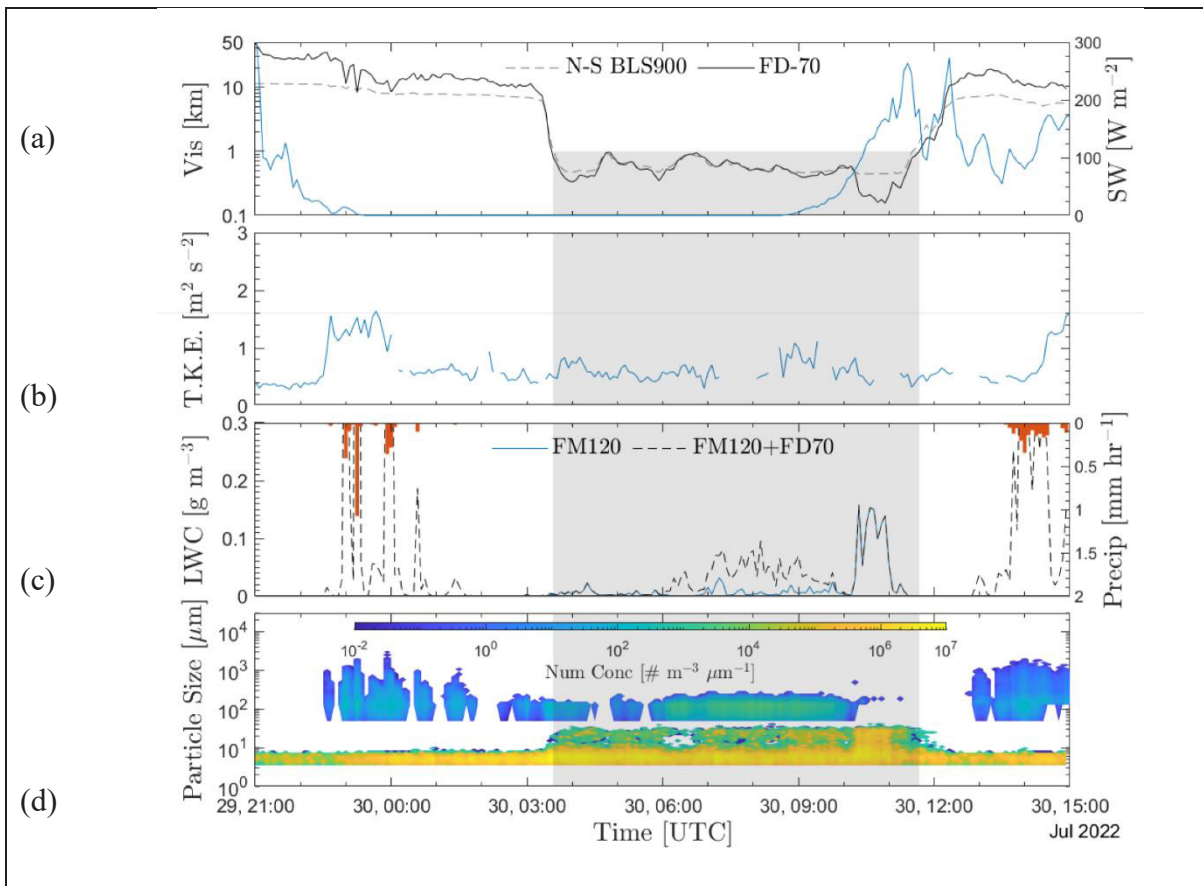 (a)
50
10
1
0.1
Vis [km]
N-S BLS900
FD-70
300
200
100
0
SW [W m⁻²]
(b)
3
2
1
0
T.K.E. [m² s⁻²]
(c)
0.3
0.2
0.1
0
LWC [g m⁻³]
FM120
FM120+FD70
0
0.5
1
1.5
2
Precip [mm hr⁻¹]
(d)
10⁴
10³
10²
10¹
10⁰
Particle Size [μm]
10⁻²
10⁰
10²
10⁴
10⁶
10⁷
Num Conc [# m⁻³ μm⁻¹]
29, 21:00
30, 00:00
30, 03:00
30, 06:00
30, 09:00
30, 12:00
30, 15:00
Time [UTC]
Jul 2022